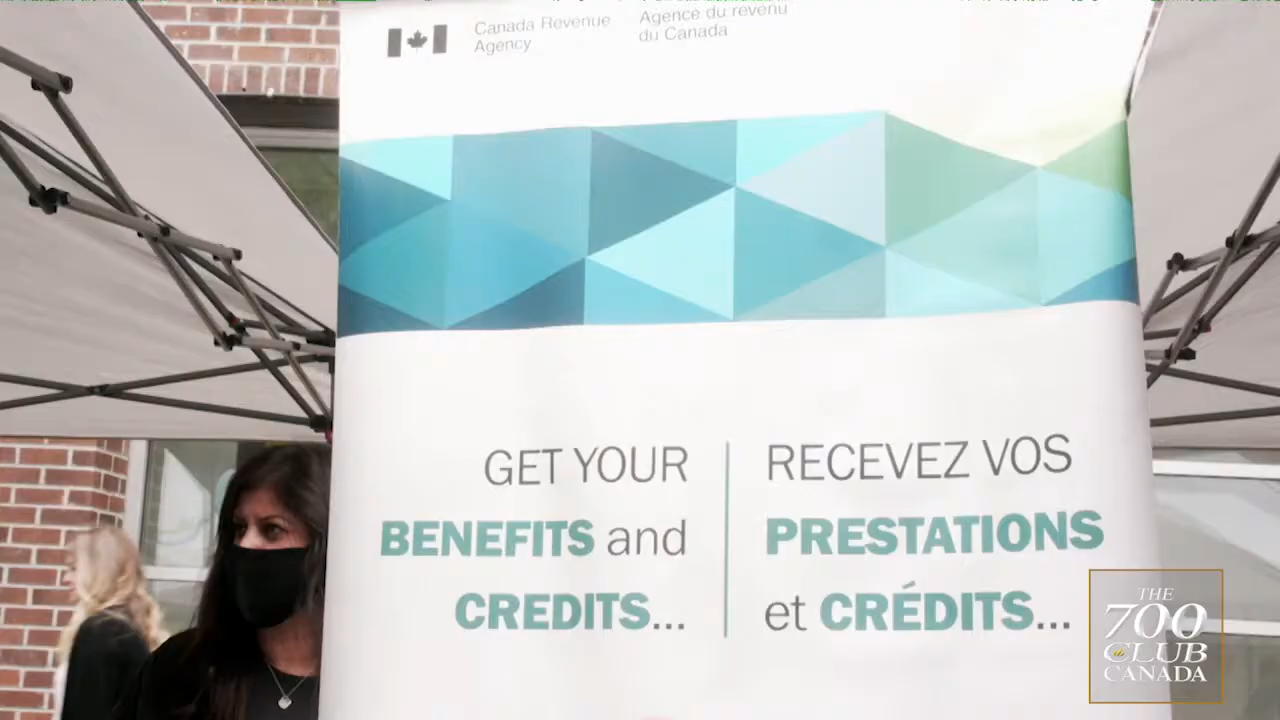 Canada Revenue
Agency
Agence du revenu
du Canada
GET YOUR
BENEFITS and
CREDITS...
RECEVEZ VOS
PRESTATIONS
et CRÉDITS...
THE
700
CLUB
CANADA